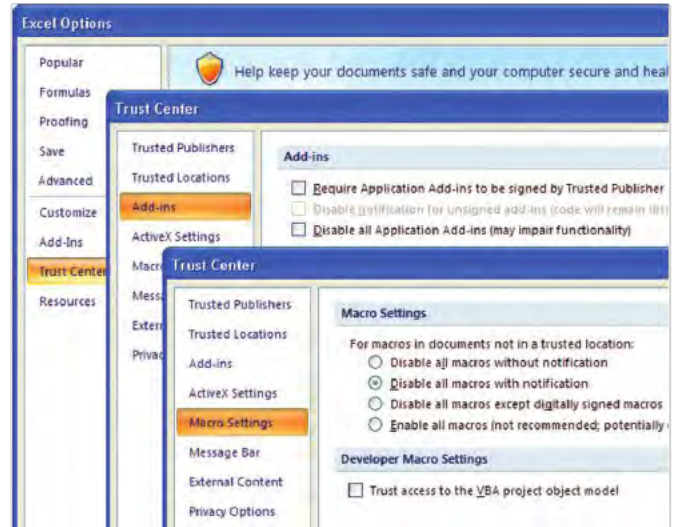 Excel Options
Popular
Formulas
Proofing
Save
Advanced
Customize
Add-Ins
Trust Center
Resources
Help keep your documents safe and your computer secure and heal
Trust Center
Trusted Publishers
Trusted Locations
Add-ins
ActiveX Settings
Macr
Mess
Extern
Privac
Add-ins
Require Application Add-ins to be signed by Trusted Publisher
Disable notification for unsigned add-ins (code will remain dis
Disable all Application Add-ins (may impair functionality)
Trust Center
Trusted Publishers
Trusted Locations
Add-ins
ActiveX Settings
Macro Settings
Message Bar
External Content
Privacy Options
Macro Settings
For macros in documents not in a trusted location:
Disable all macros without notification
Disable all macros with notification
Disable all macros except digitally signed macros
Enable all macros (not recommended; potentially
Developer Macro Settings
Trust access to the VBA project object model